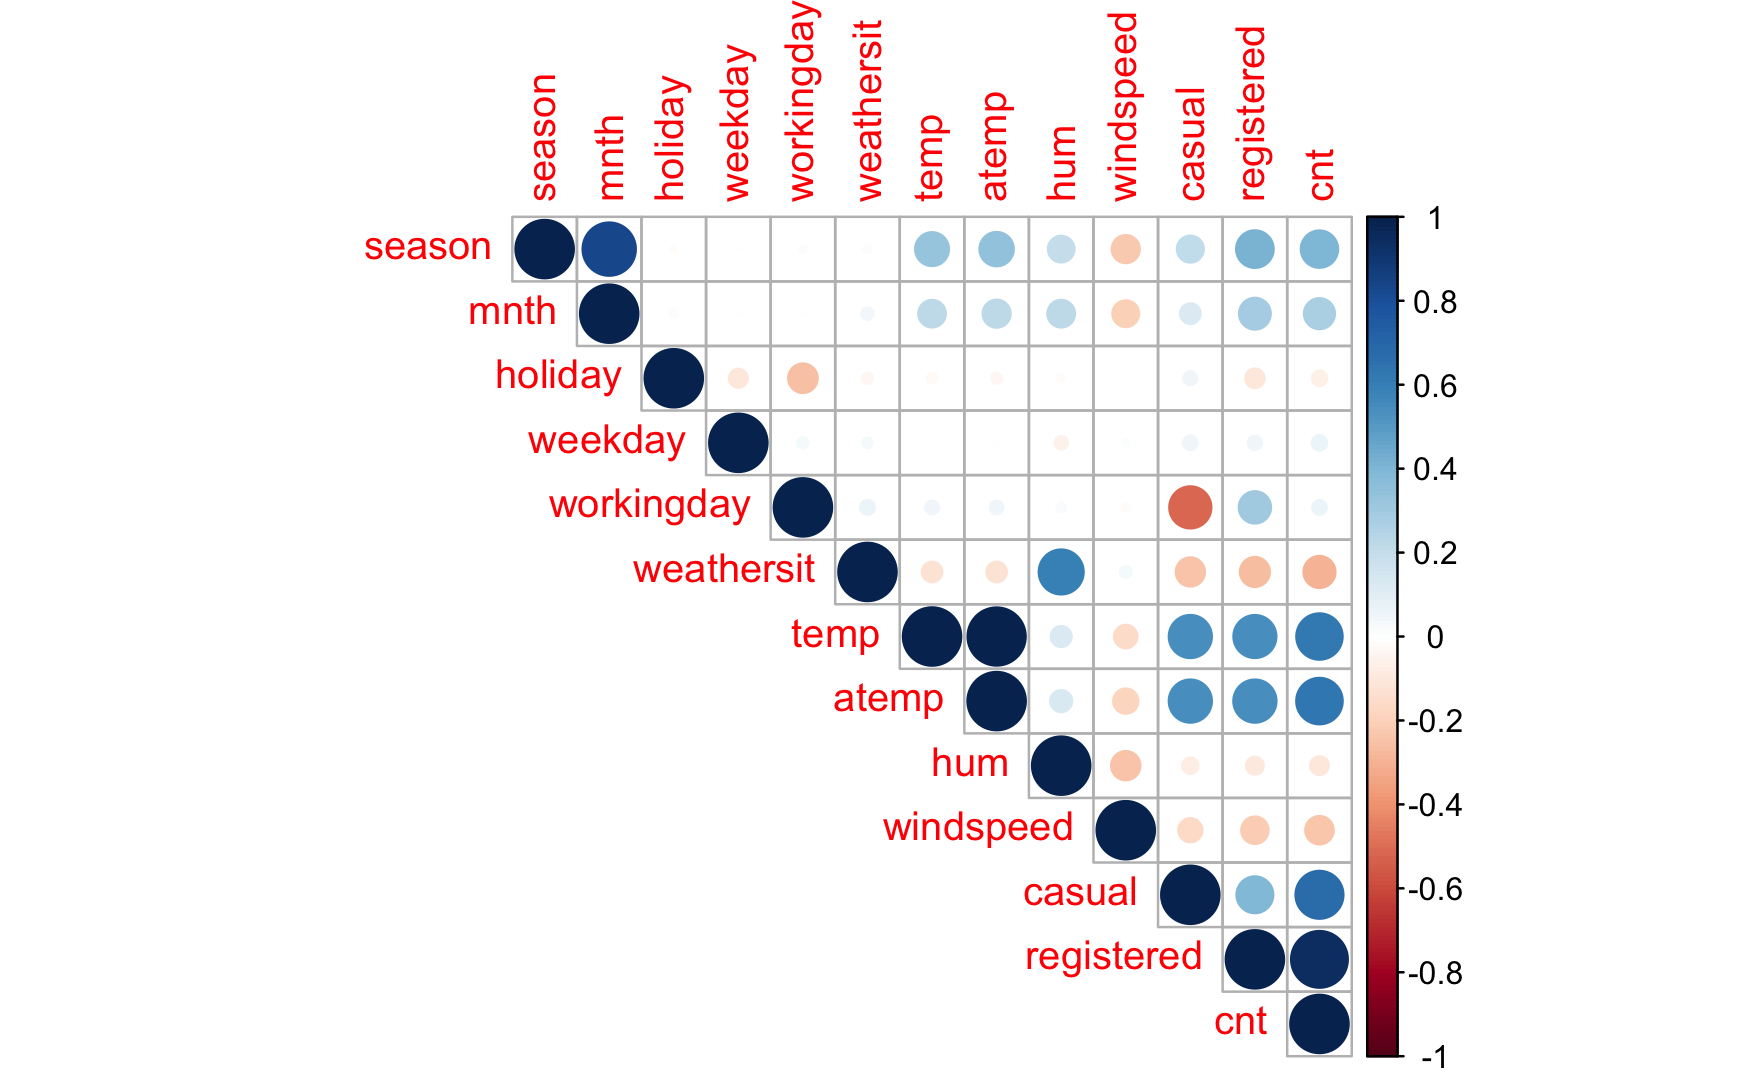 season
mnth
holiday
weekday
workingday
weathersit
temp
atemp
hum
windspeed
casual
registered
cnt
season
mnth
holiday
weekday
workingday
weathersit
temp
atemp
hum
windspeed
casual
registered
cnt
1
0.8
0.6
0.4
0.2
0
-0.2
-0.4
-0.6
-0.8
-1